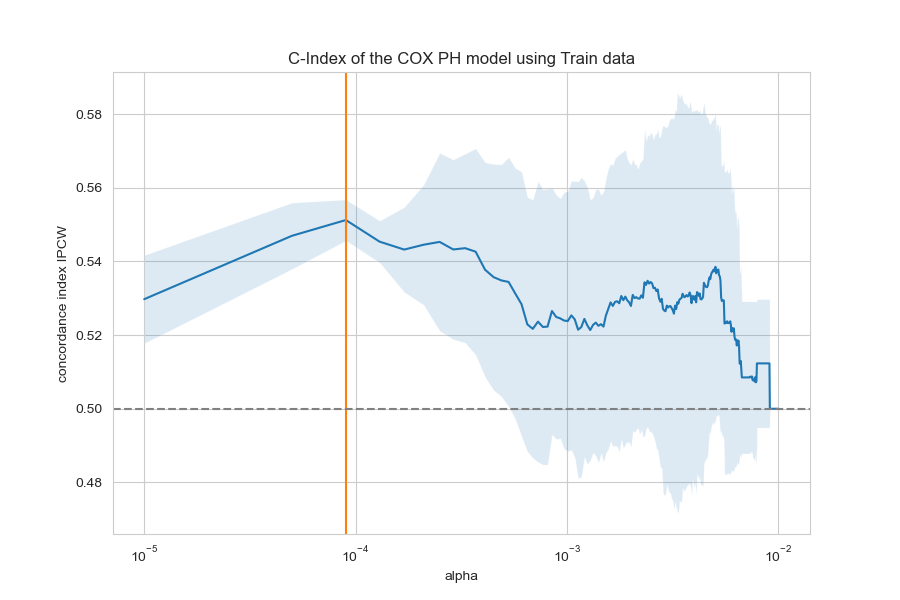 C-Index of the COX PH model using Train data
concordance index IPCW
0.58
0.56
0.54
0.52
0.50
0.48
10⁻⁵ 10⁻⁴ 10⁻³ 10⁻²
alpha